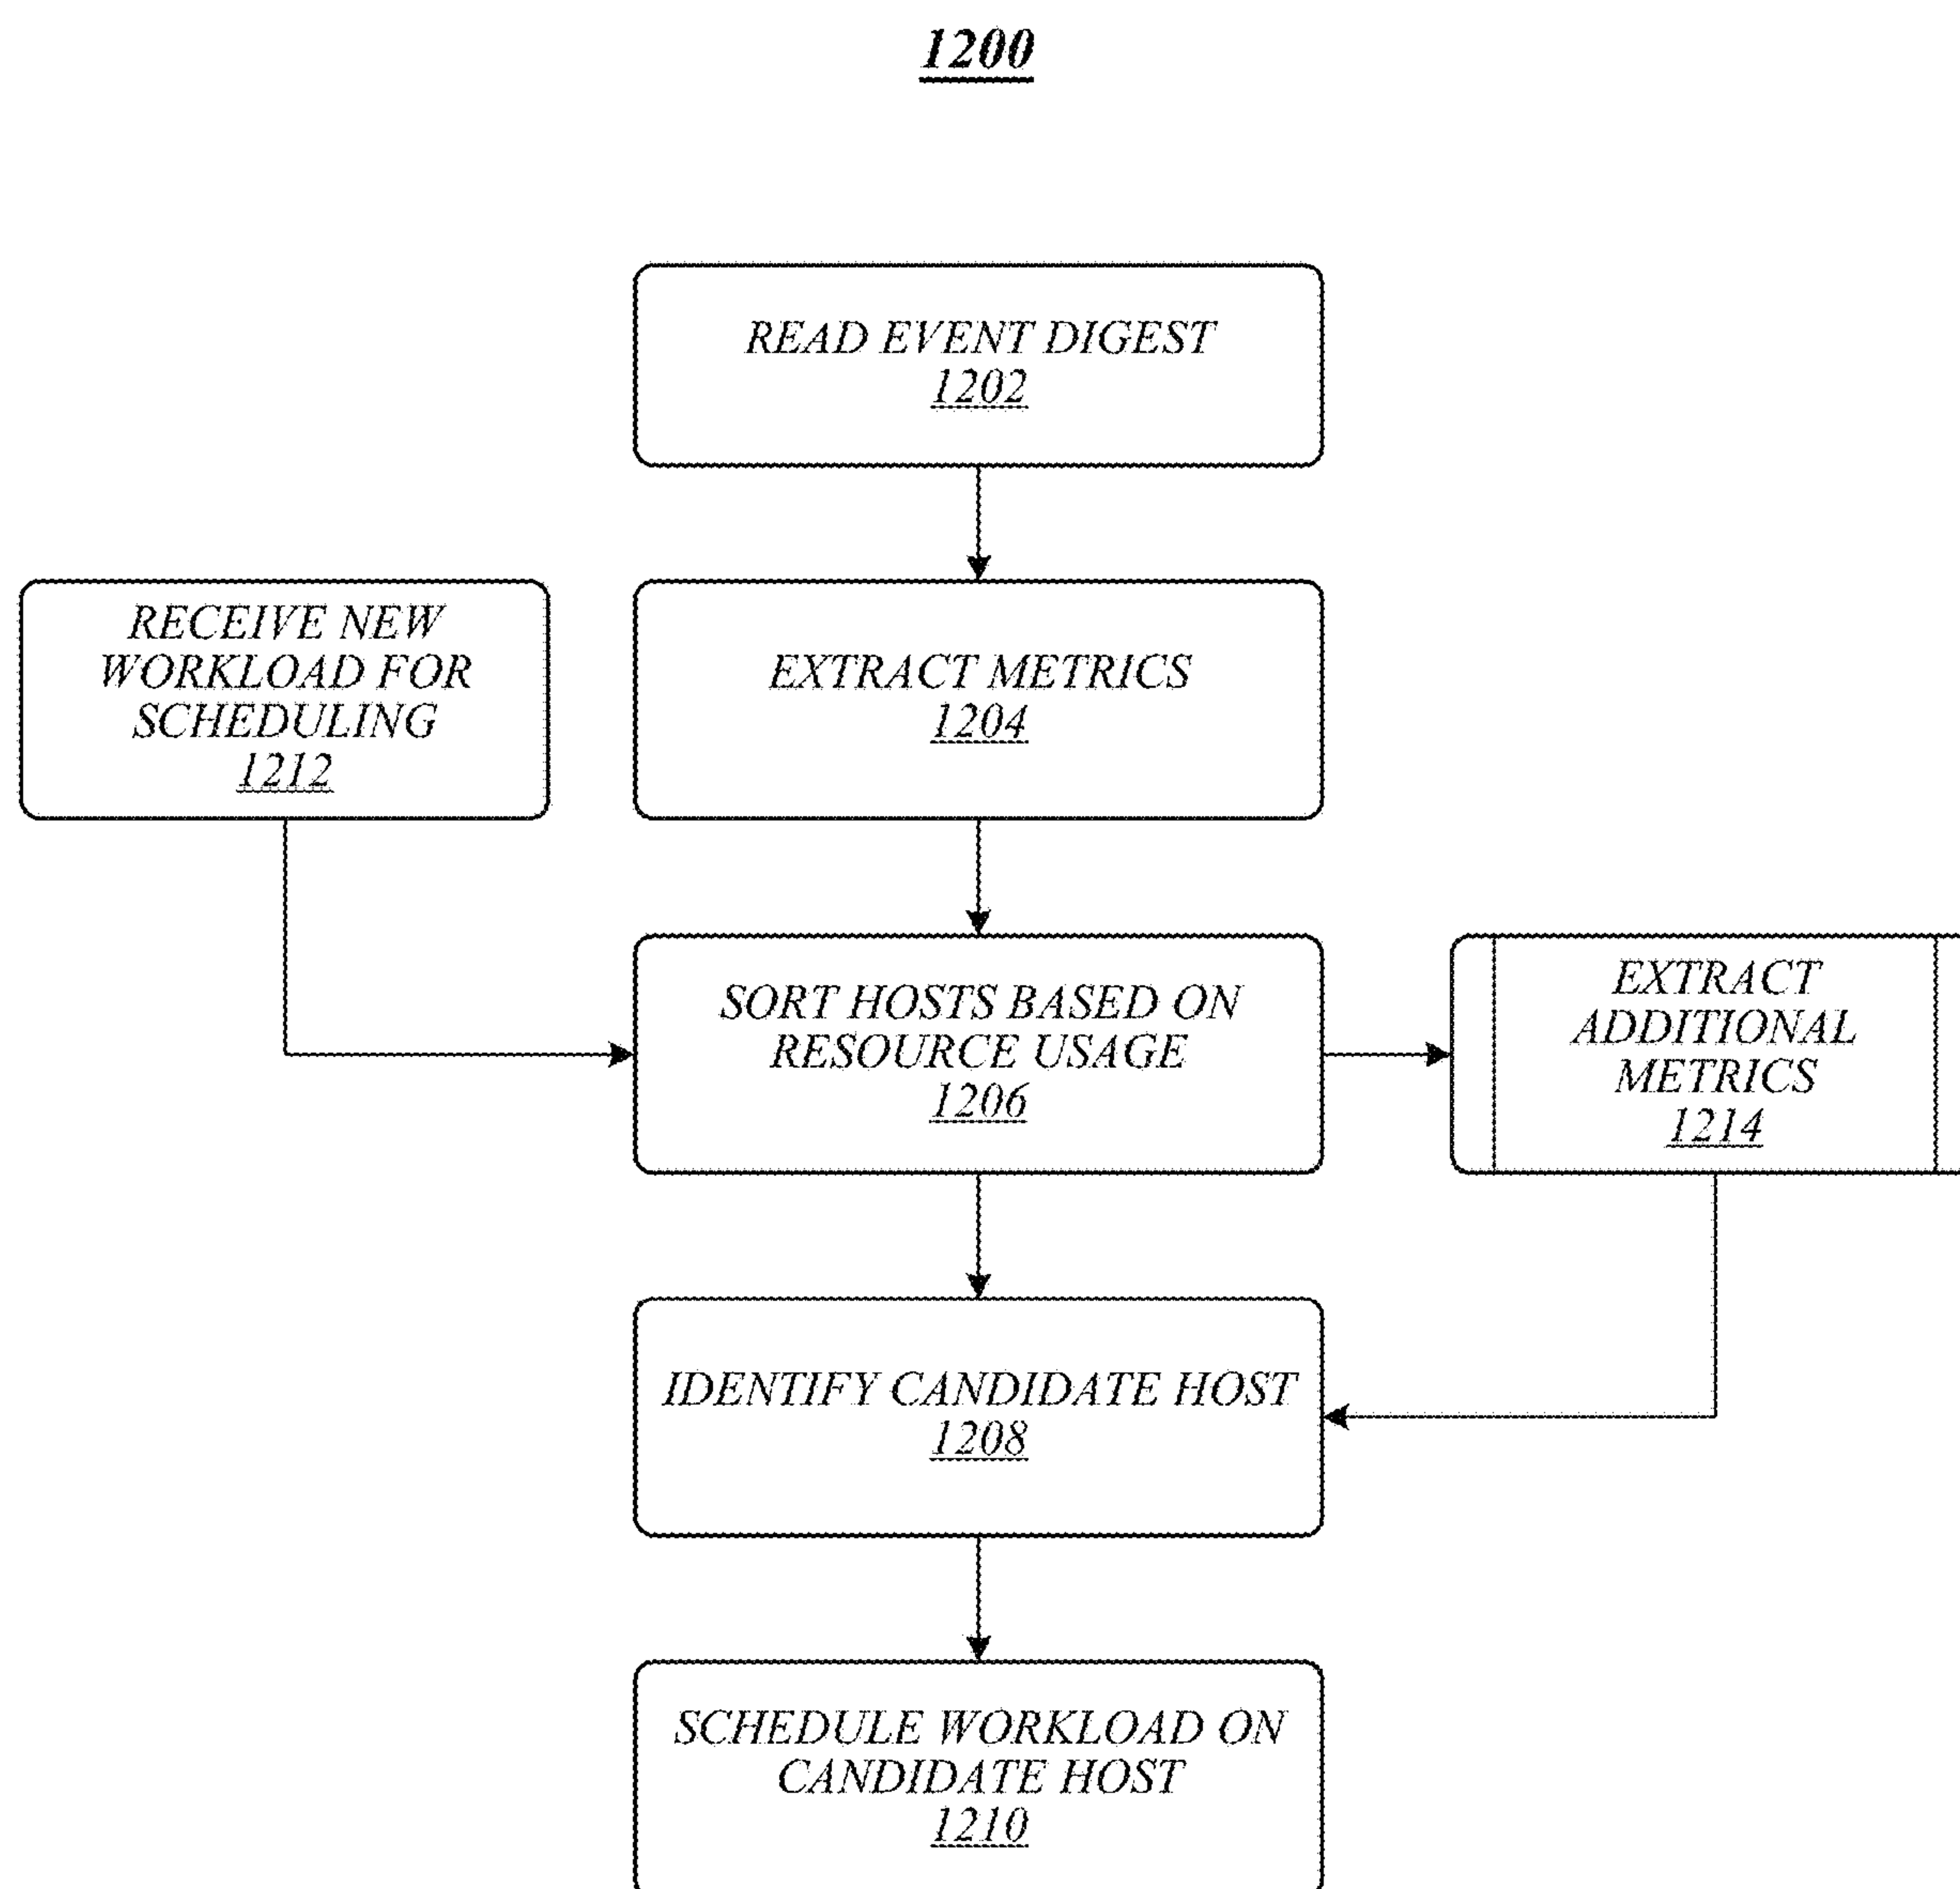 1200
READ EVENT DIGEST
1202
RECEIVE NEW
WORKLOAD FOR
SCHEDULING
1212
EXTRACT METRICS
1204
SORT HOSTS BASED ON
RESOURCE USAGE
1206
EXTRACT
ADDITIONAL
METRICS
1214
IDENTIFY CANDIDATE HOST
1208
SCHEDULE WORKLOAD ON
CANDIDATE HOST
1210